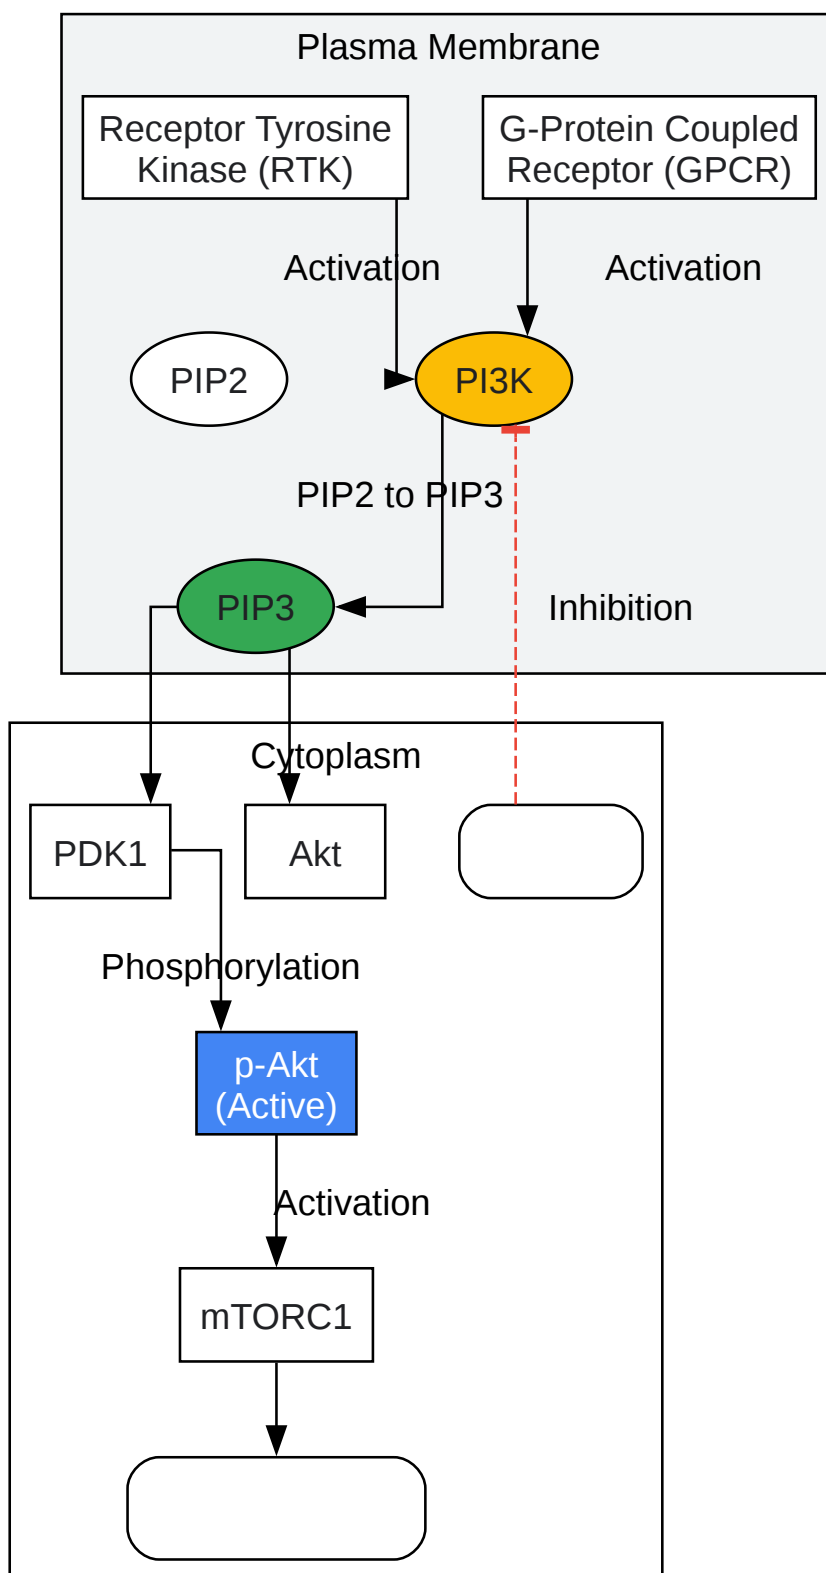 Plasma Membrane
Receptor Tyrosine
Kinase (RTK)
G-Protein Coupled
Receptor (GPCR)
Activation
Activation
PIP2
PI3K
PIP2 to PIP3
PIP3
Inhibition
Cytoplasm
PDK1
Akt
Phosphorylation
p-Akt
(Active)
Activation
mTORC1